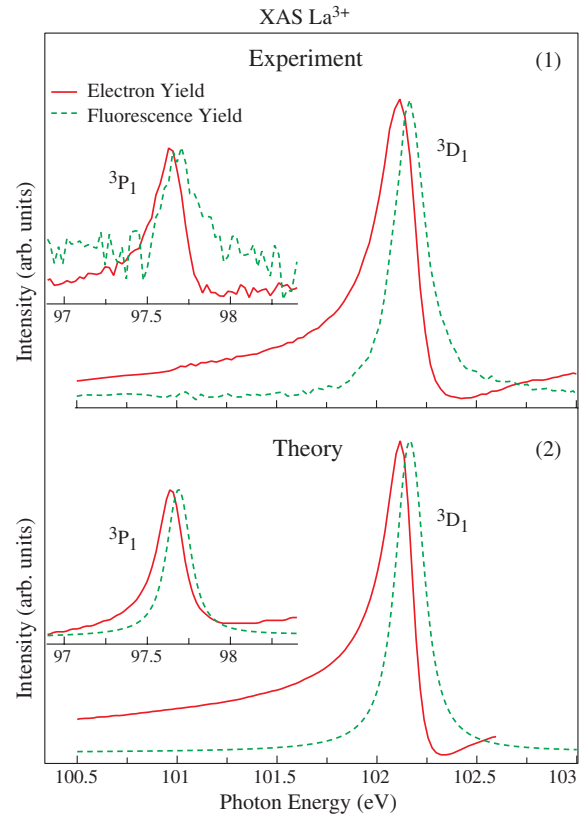 XAS La³⁺
Experiment
(1)
Electron Yield
Fluorescence Yield
³P₁
³D₁
97 97.5 98
Intensity (arb. units)
Theory
(2)
³P₁
³D₁
97 97.5 98
Intensity (arb. units)
100.5 101 101.5 102 102.5 103
Photon Energy (eV)